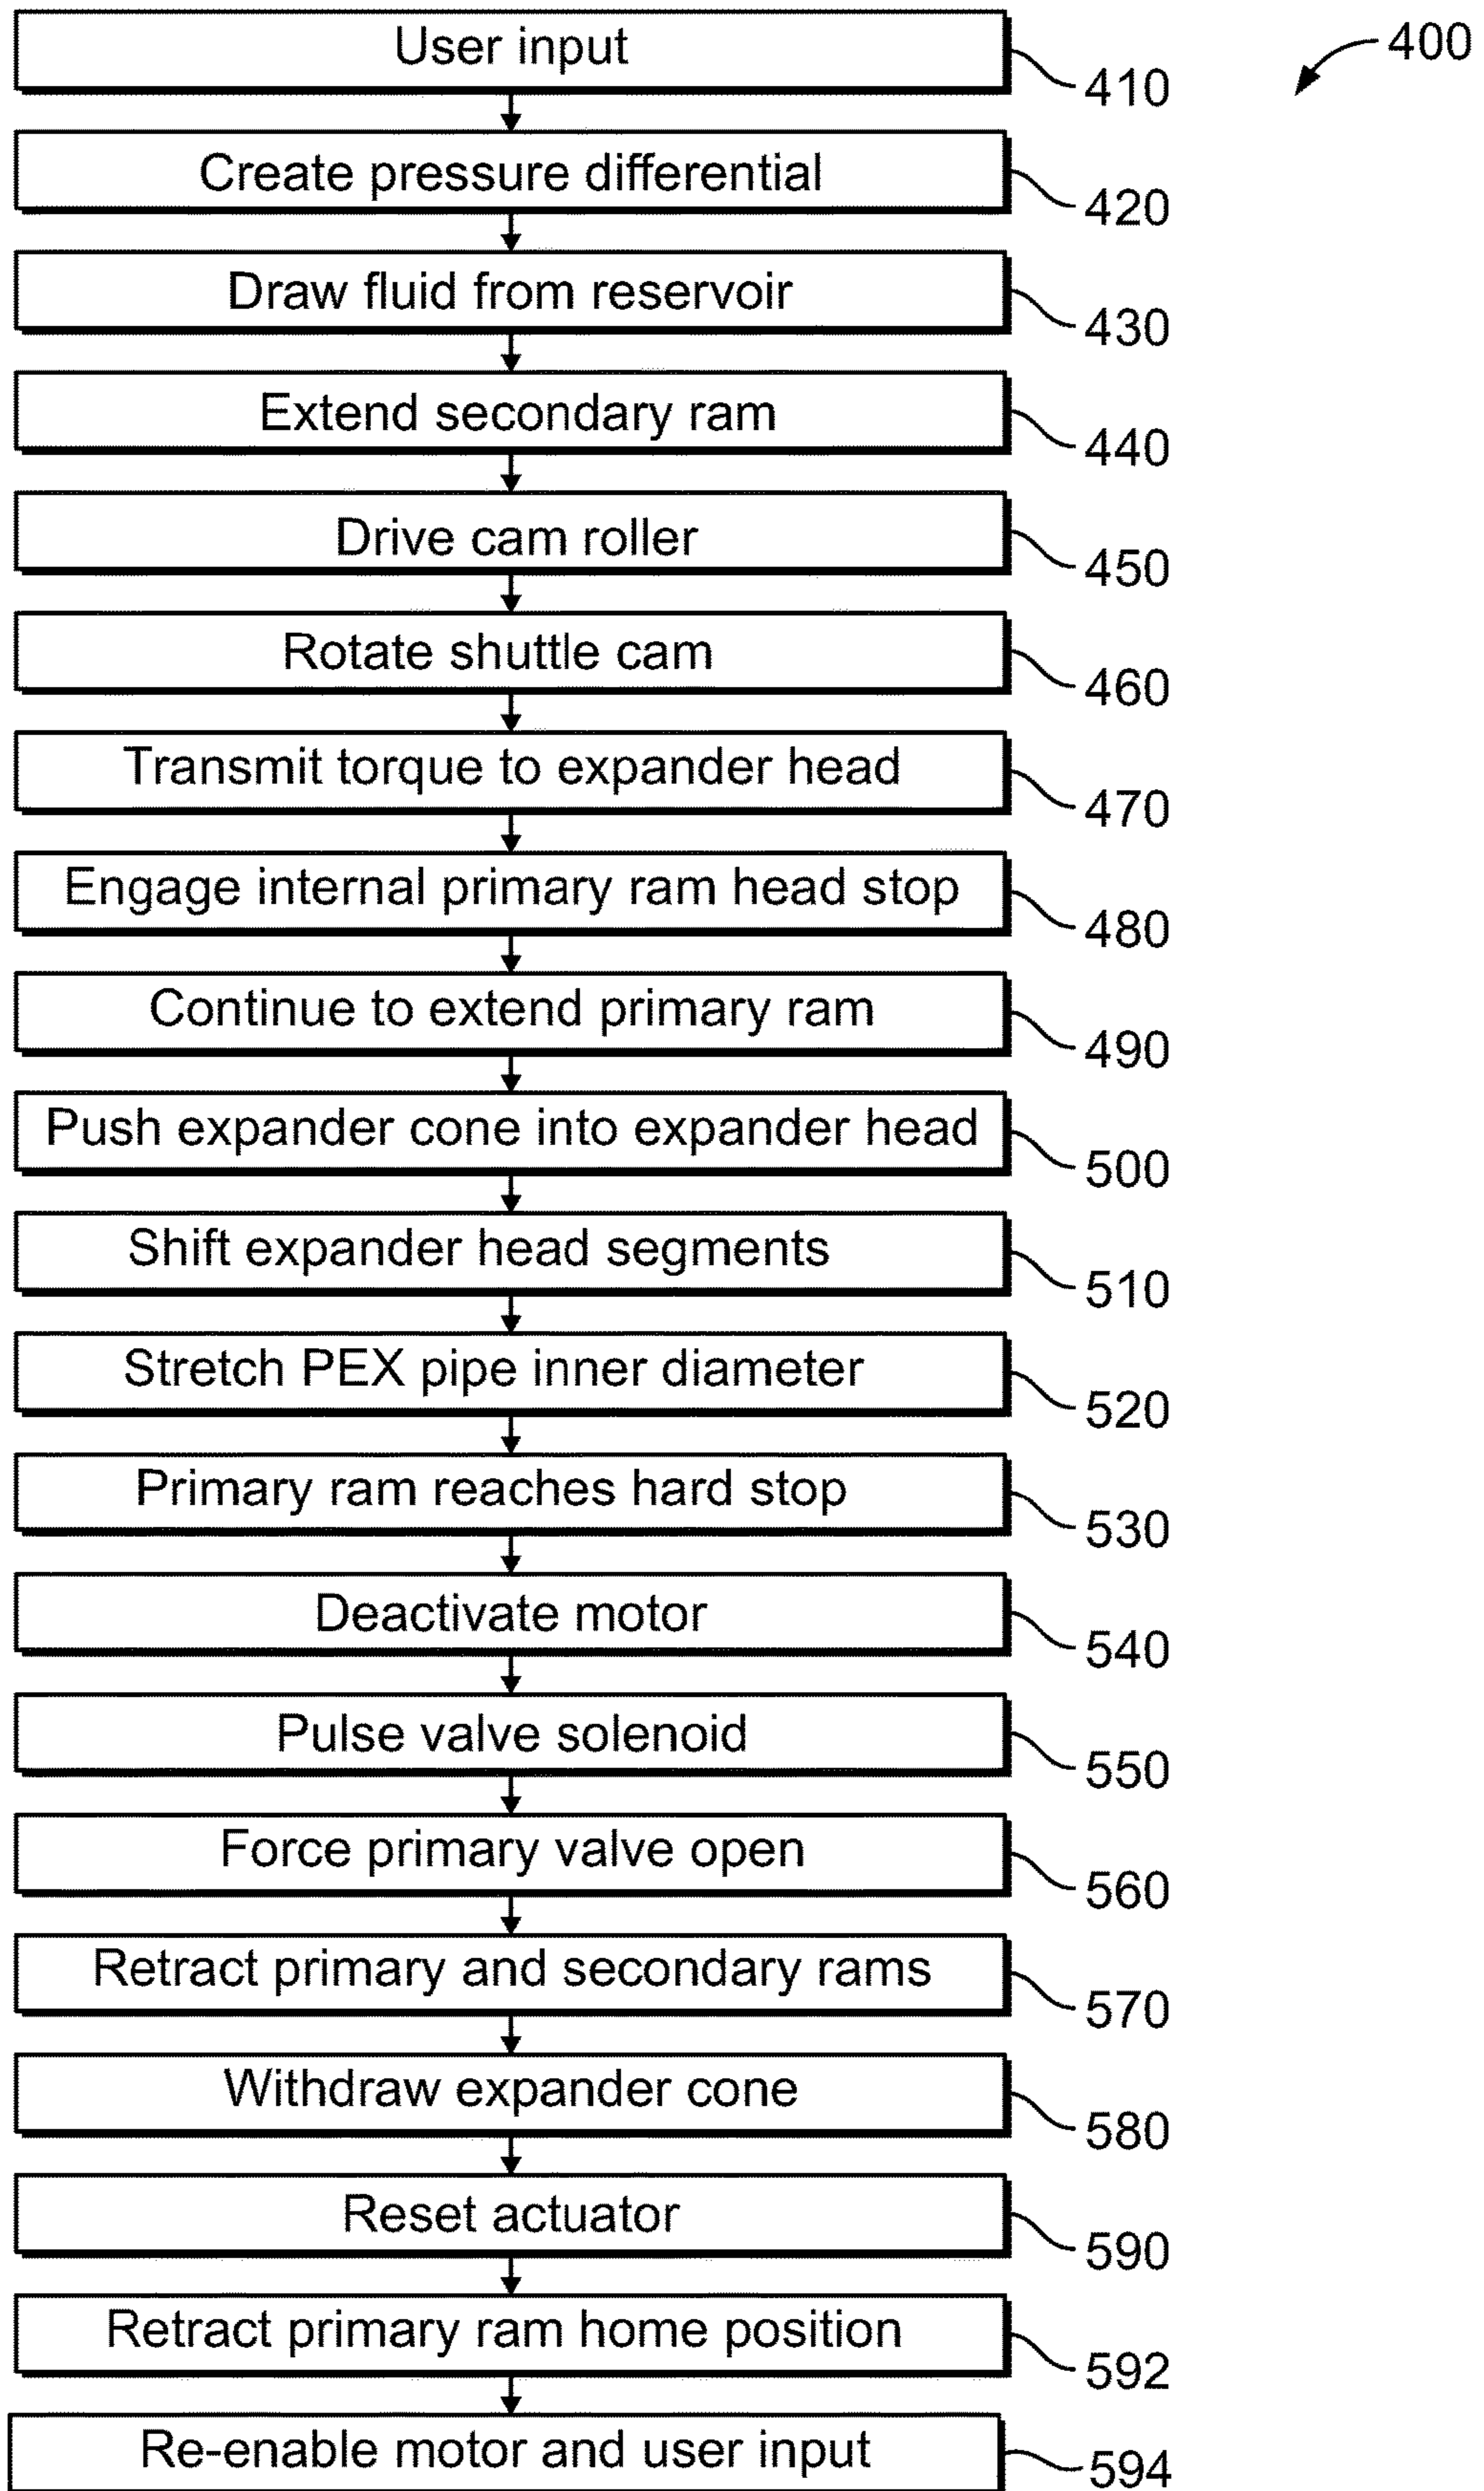 User input
400
410
Create pressure differential
420
Draw fluid from reservoir
430
Extend secondary ram
440
Drive cam roller
450
Rotate shuttle cam
460
Transmit torque to expander head
470
Engage internal primary ram head stop
480
Continue to extend primary ram
490
Push expander cone into expander head
500
Shift expander head segments
510
Stretch PEX pipe inner diameter
520
Primary ram reaches hard stop
530
Deactivate motor
540
Pulse valve solenoid
550
Force primary valve open
560
Retract primary and secondary rams
570
Withdraw expander cone
580
Reset actuator
590
Retract primary ram home position
592
Re-enable motor and user input
594